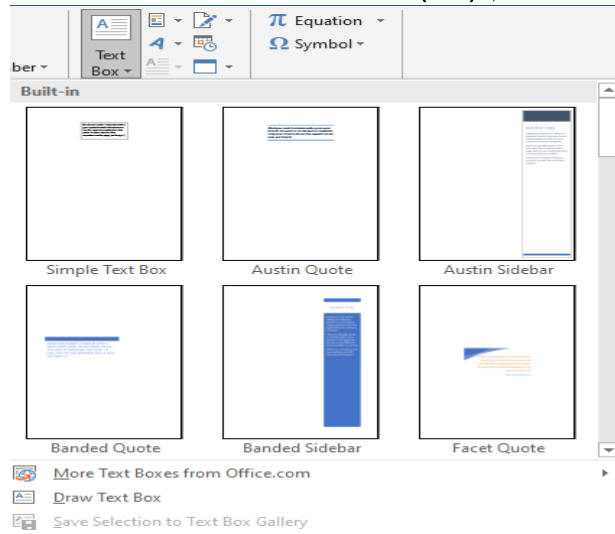 π Equation
Text
Box
Ω Symbol
ber
Built-in
Simple Text Box
Austin Quote
Austin Sidebar
Banded Quote
Banded Sidebar
Facet Quote
More Text Boxes from Office.com
Draw Text Box
Save Selection to Text Box Gallery